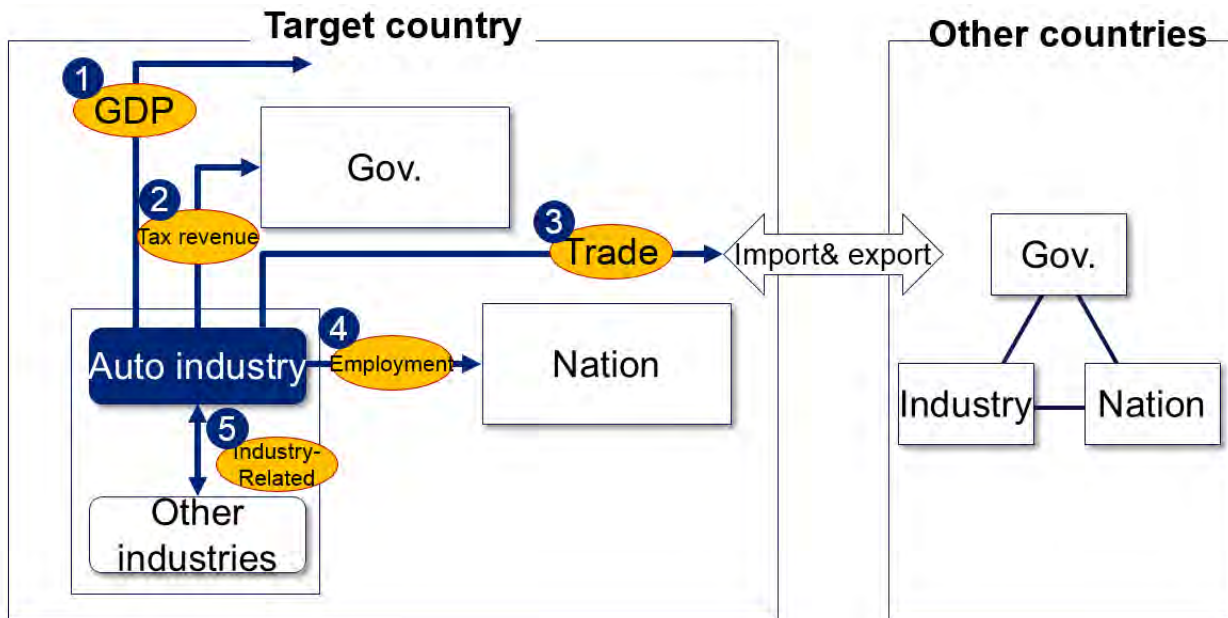 Target country
Other countries
1
GDP
Gov.
2
Tax revenue
3
Trade
Import& export
Gov.
4
Employment
Nation
Auto industry
Industry
Nation
5
Industry-
Related
Other
industries